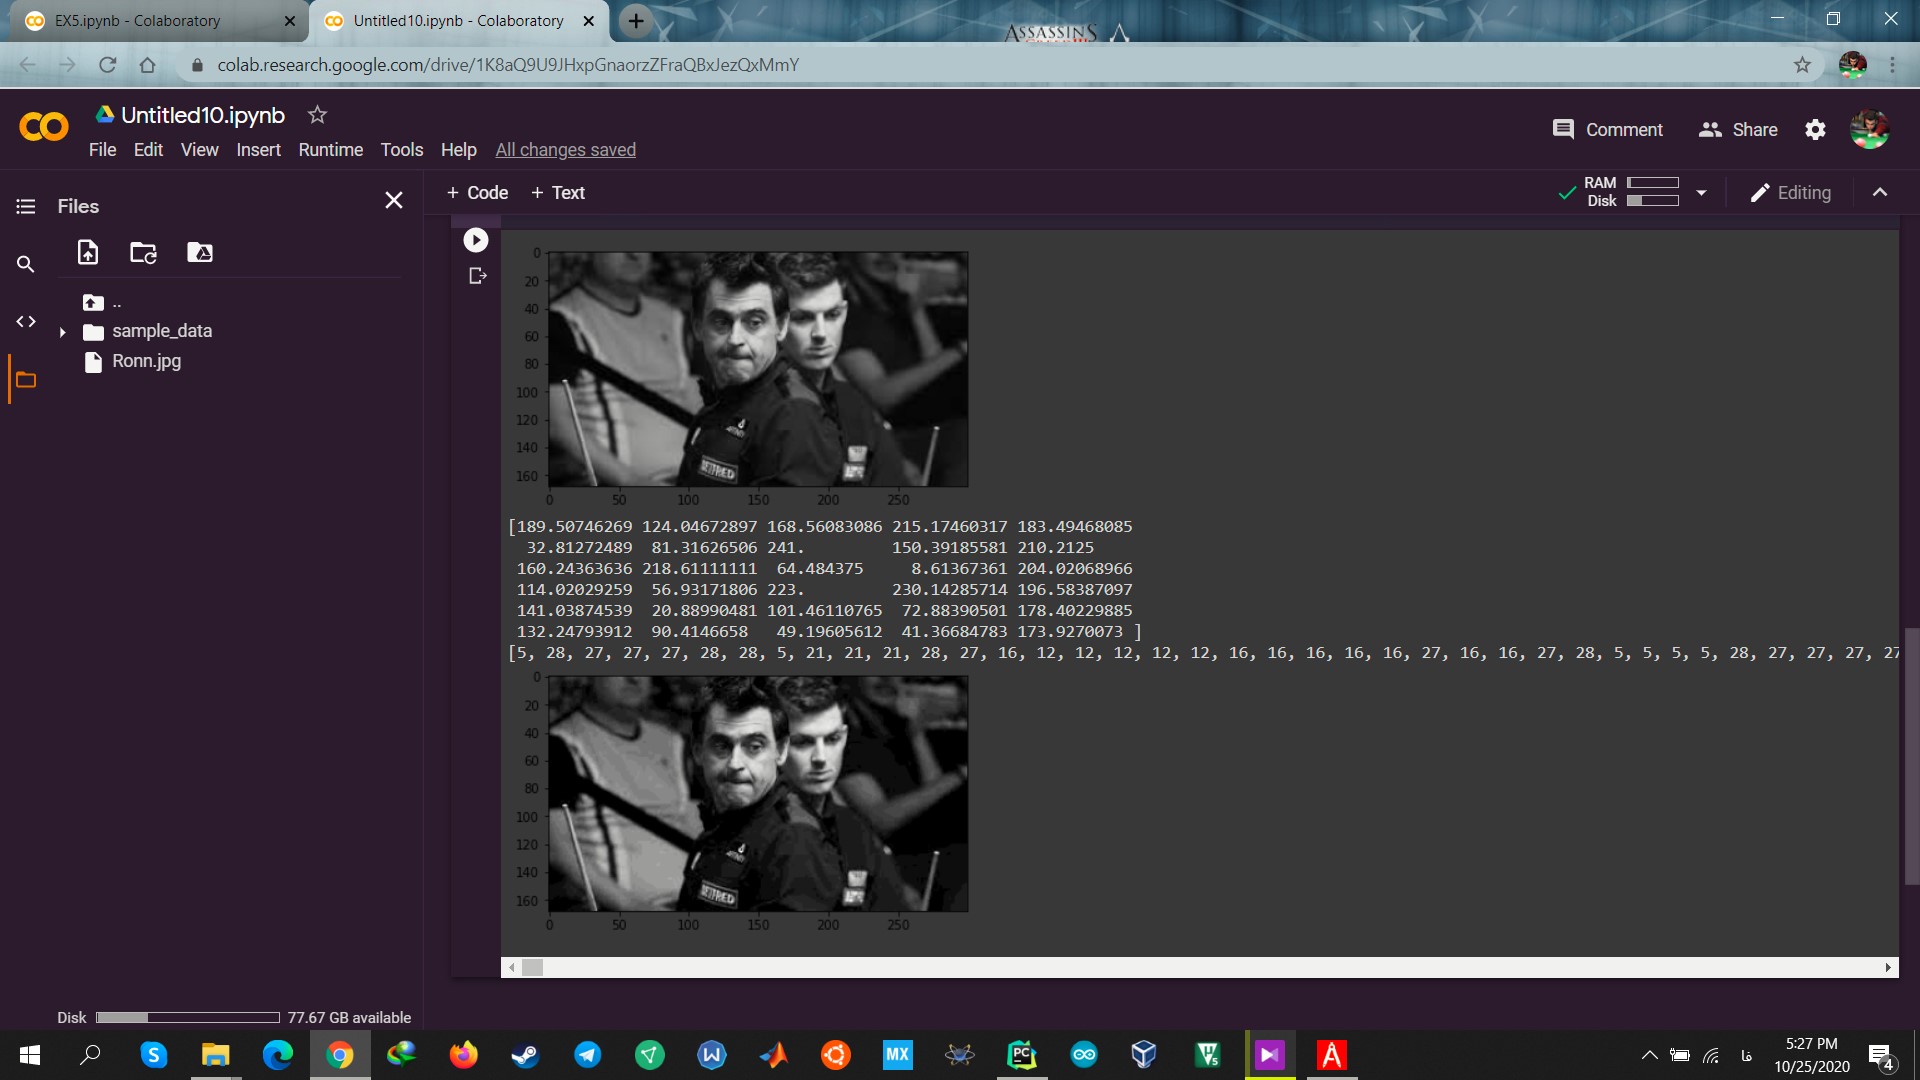 EX5.ipynb - Colaboratory
Untitled10.ipynb - Colaboratory
ASSASSINS
colab.research.google.com/drive/1K8aQ9U9JHxpGnaorzZFraQBxJezQxMmY
Untitled10.ipynb
Comment
Share
File Edit View Insert Runtime Tools Help All changes saved
Files
+ Code + Text
RAM
Disk
Editing
..
sample_data
Ronn.jpg
0
20
40
60
80
100
120
140
160
BETFRED
0 50 100 150 200 250
[189.50746269 124.04672897 168.56083086 215.17460317 183.49468085
32.81272489 81.31626506 241. 150.39185581 210.2125
160.24363636 218.61111111 64.484375 8.61367361 204.02068966
114.02029259 56.93171806 223. 230.14285714 196.58387097
141.03874539 20.88990481 101.46110765 72.88390501 178.40229885
132.24793912 90.4146658 49.19605612 41.36684783 173.9270073 ]
[5, 28, 27, 27, 27, 28, 28, 5, 21, 21, 21, 28, 27, 16, 12, 12, 12, 12, 12, 16, 16, 16, 16, 16, 27, 16, 16, 27, 28, 5, 5, 5, 5, 28, 27, 27, 27, 27
0
20
40
60
80
100
120
140
160
BETFRED
0 50 100 150 200 250
Disk 77.67 GB available
MX
PC
فا
5:27 PM
10/25/2020
4